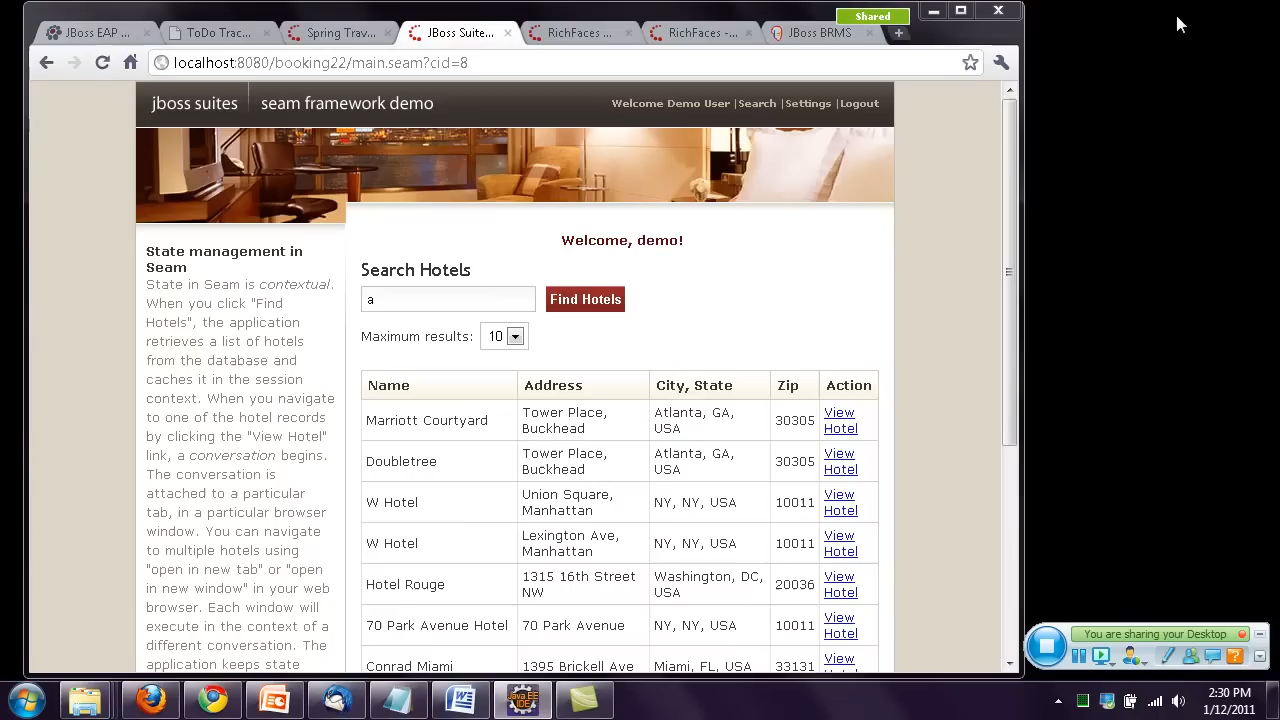 Shared
JBoss EAP ...
ToDo Trac...
Spring Trav...
JBoss Suite...
RichFaces ...
RichFaces -...
JBoss BRMS
localhost:8080/booking22/main.seam?cid=8
jboss suites
seam framework demo
Welcome Demo User |Search |Settings |Logout
State management in
Seam
State in Seam is contextual.
When you click "Find
Hotels", the application
retrieves a list of hotels
from the database and
caches it in the session
context. When you navigate
to one of the hotel records
by clicking the "View Hotel"
link, a conversation begins.
The conversation is
attached to a particular
tab, in a particular browser
window. You can navigate
to multiple hotels using
"open in new tab" or "open
in new window" in your web
browser. Each window will
execute in the context of a
different conversation. The
application keeps state
Welcome, demo!
Search Hotels
a
Find Hotels
Maximum results: 10
Name Address City, State Zip Action
Marriott Courtyard Tower Place, Buckhead Atlanta, GA, USA 30305 View Hotel
Doubletree Tower Place, Buckhead Atlanta, GA, USA 30305 View Hotel
W Hotel Union Square, Manhattan NY, NY, USA 10011 View Hotel
W Hotel Lexington Ave, Manhattan NY, NY, USA 10011 View Hotel
Hotel Rouge 1315 16th Street NW Washington, DC, USA 20036 View Hotel
70 Park Avenue Hotel 70 Park Avenue NY, NY, USA 10011 View Hotel
Conrad Miami 1395 Brickell Ave Miami, FL, USA 33131 View
You are sharing your Desktop
Java EE
IDE
2:30 PM
1/12/2011